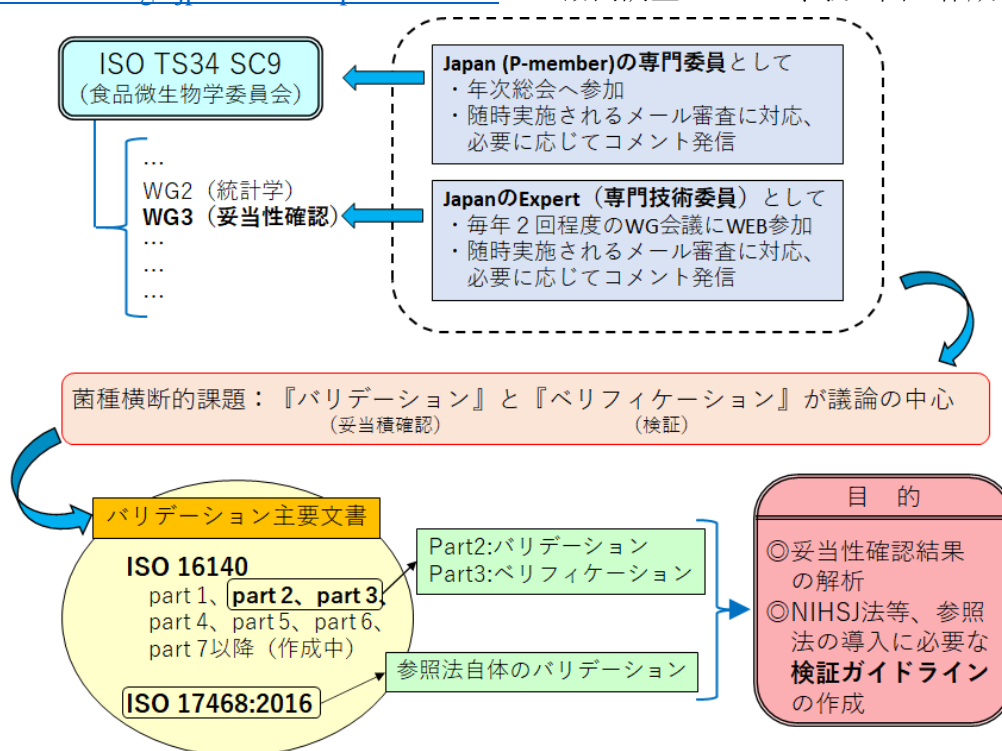 ISO TS34 SC9
（食品微生物学委員会）
…
WG2（統計学）
WG3（妥当性確認）
…
…
…
Japan (P-member)の専門委員として
・年次総会へ参加
・随時実施されるメール審査に対応、
必要に応じてコメント発信
JapanのExpert（専門技術委員）として
・毎年２回程度のWG会議にWEB参加
・随時実施されるメール審査に対応、
必要に応じてコメント発信
菌種横断的課題：『バリデーション』と『ベリフィケーション』が議論の中心
（妥当積確認）
（検証）
バリデーション主要文書
ISO 16140
part 1、part 2、part 3、
part 4、part 5、part 6、
part 7以降（作成中）
ISO 17468:2016
Part2:バリデーション
Part3:ベリフィケーション
参照法自体のバリデーション
目　的
◎妥当性確認結果
の解析
◎NIHSJ法等、参照
法の導入に必要な
検証ガイドライン
の作成